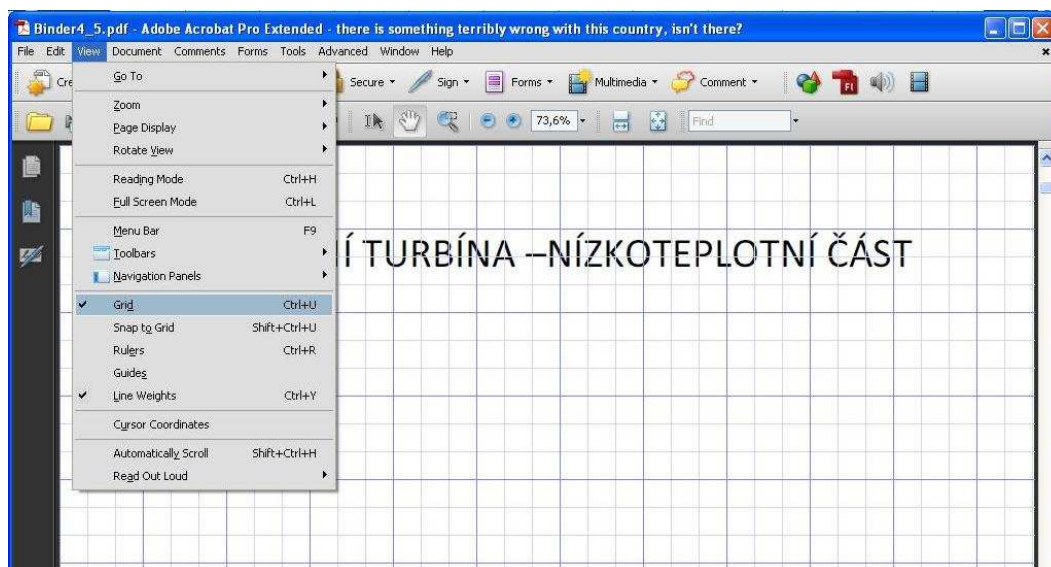 Binder4_5.pdf - Adobe Acrobat Pro Extended - there is something terribly wrong with this country, isn't there?
File Edit View Document Comments Forms Tools Advanced Window Help
Secure Sign Forms Multimedia Comment
73,6% Find
Go To
Zoom
Page Display
Rotate View
Reading Mode Ctrl+H
Full Screen Mode Ctrl+L
Menu Bar F9
Toolbars
Navigation Panels
Grid Ctrl+U
Snap to Grid Shift+Ctrl+U
Rulers Ctrl+R
Guides
Line Weights Ctrl+Y
Cursor Coordinates
Automatically Scroll Shift+Ctrl+H
Read Out Loud
Í TURBÍNA –NÍZKOTEPLOTNÍ ČÁST